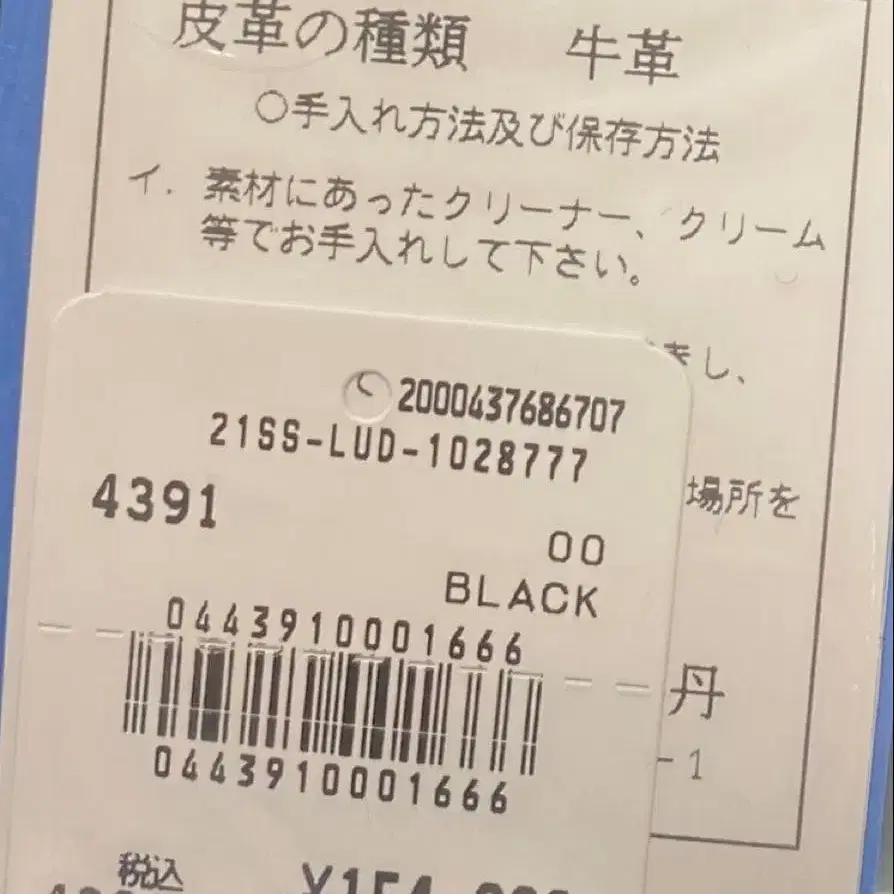 皮革の種類 牛革
○手入れ方法及び保存方法
イ. 素材にあったクリーナー、クリーム
等でお手入れして下さい。
し、
場所を
2000437686707
21SS-LUD-1028777
4391
00
BLACK
0443910001666
0443910001666
丹
-1
税込